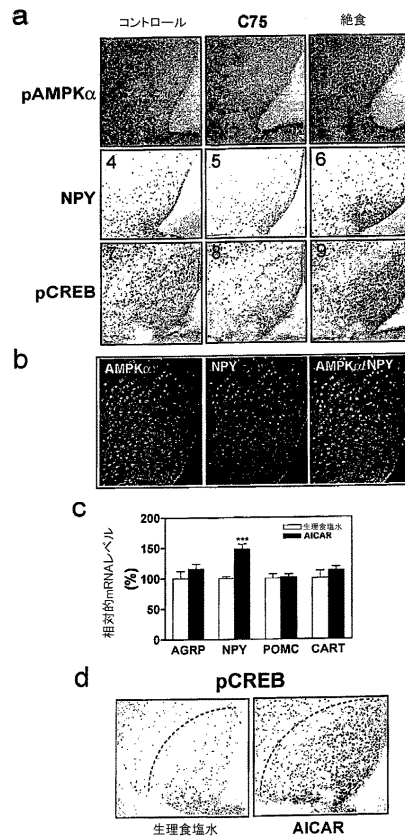 a
コントロール C75 絶食
pAMPKα
NPY
4 5 6
pCREB
7 8 9
b
AMPKα NPY AMPKα/NPY
c
相対的mRNAレベル
(%)
200
150
100
50
0
***
生理食塩水
AICAR
AGRP NPY POMC CART
d
pCREB
生理食塩水 AICAR